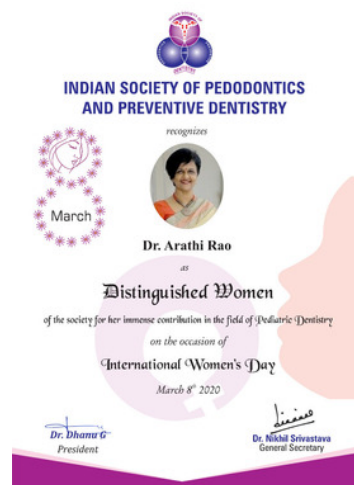 INDIAN SOCIETY OF PEDODONTICS
AND PREVENTIVE DENTISTRY
recognizes
March
Dr. Arathi Rao
as
Distinguished Women
of the society for her immense contribution in the field of Pediatric Dentistry
on the occasion of
International Women's Day
March 8th 2020
Dr. Dhanu G
President
Dr. Nikhil Srivastava
General Secretary